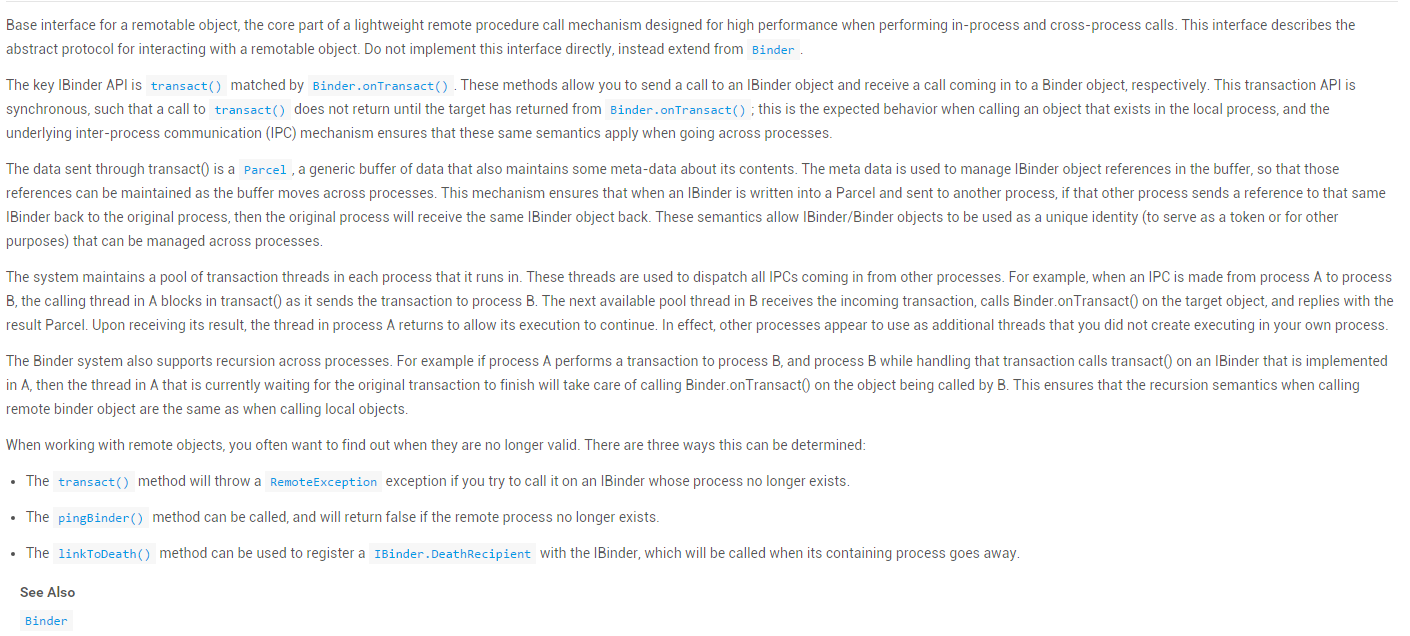 Base interface for a remotable object, the core part of a lightweight remote procedure call mechanism designed for high performance when performing in-process and cross-process calls. This interface describes the
abstract protocol for interacting with a remotable object. Do not implement this interface directly, instead extend from Binder .
The key IBinder API is transact() matched by Binder.onTransact() . These methods allow you to send a call to an IBinder object and receive a call coming in to a Binder object, respectively. This transaction API is
synchronous, such that a call to transact() does not return until the target has returned from Binder.onTransact() ; this is the expected behavior when calling an object that exists in the local process, and the
underlying inter-process communication (IPC) mechanism ensures that these same semantics apply when going across processes.
The data sent through transact() is a Parcel , a generic buffer of data that also maintains some meta-data about its contents. The meta data is used to manage IBinder object references in the buffer, so that those
references can be maintained as the buffer moves across processes. This mechanism ensures that when an IBinder is written into a Parcel and sent to another process, if that other process sends a reference to that same
IBinder back to the original process, then the original process will receive the same IBinder object back. These semantics allow IBinder/Binder objects to be used as a unique identity (to serve as a token or for other
purposes) that can be managed across processes.
The system maintains a pool of transaction threads in each process that it runs in. These threads are used to dispatch all IPCs coming in from other processes. For example, when an IPC is made from process A to process
B, the calling thread in A blocks in transact() as it sends the transaction to process B. The next available pool thread in B receives the incoming transaction, calls Binder.onTransact() on the target object, and replies with the
result Parcel. Upon receiving its result, the thread in process A returns to allow its execution to continue. In effect, other processes appear to use as additional threads that you did not create executing in your own process.
The Binder system also supports recursion across processes. For example if process A performs a transaction to process B, and process B while handling that transaction calls transact() on an IBinder that is implemented
in A, then the thread in A that is currently waiting for the original transaction to finish will take care of calling Binder.onTransact() on the object being called by B. This ensures that the recursion semantics when calling
remote binder object are the same as when calling local objects.
When working with remote objects, you often want to find out when they are no longer valid. There are three ways this can be determined:
• The transact() method will throw a RemoteException exception if you try to call it on an IBinder whose process no longer exists.
• The pingBinder() method can be called, and will return false if the remote process no longer exists.
• The linkToDeath() method can be used to register a IBinder.DeathRecipient with the IBinder, which will be called when its containing process goes away.
See Also
Binder